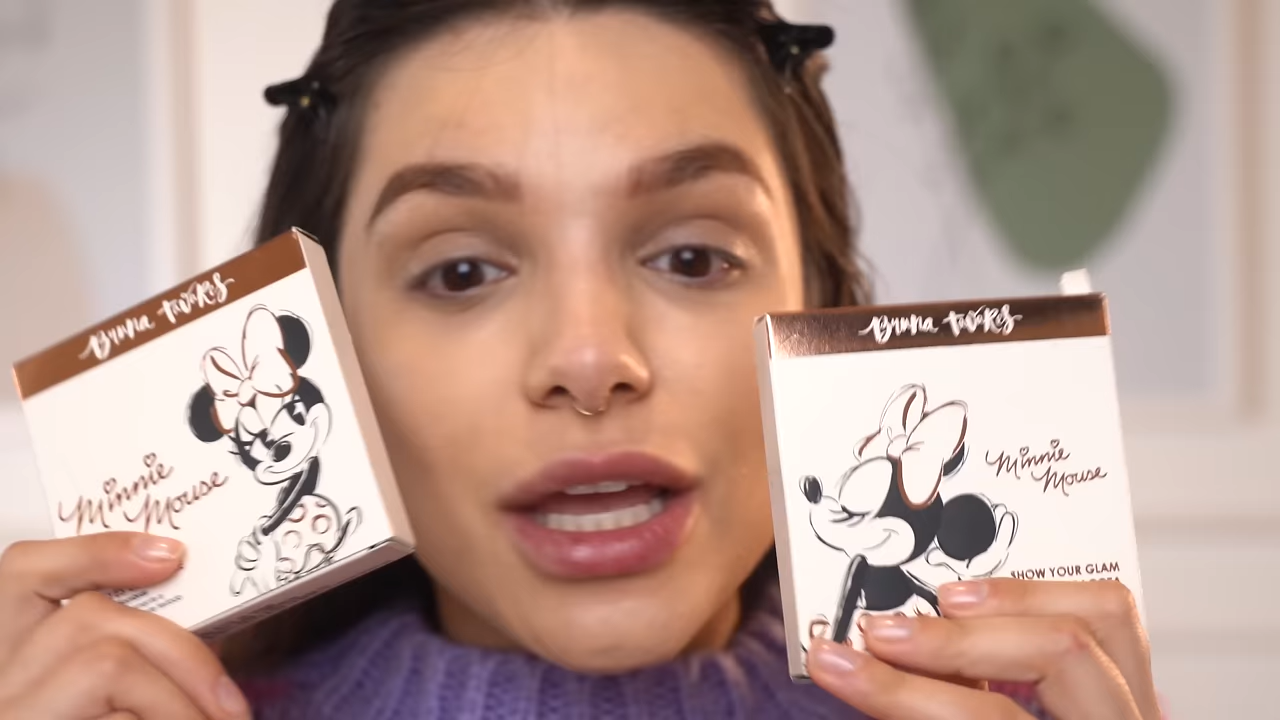 Bruna tavares
Minnie
Mouse
Bruna tavares
Minnie
Mouse
SHOW YOUR GLAM